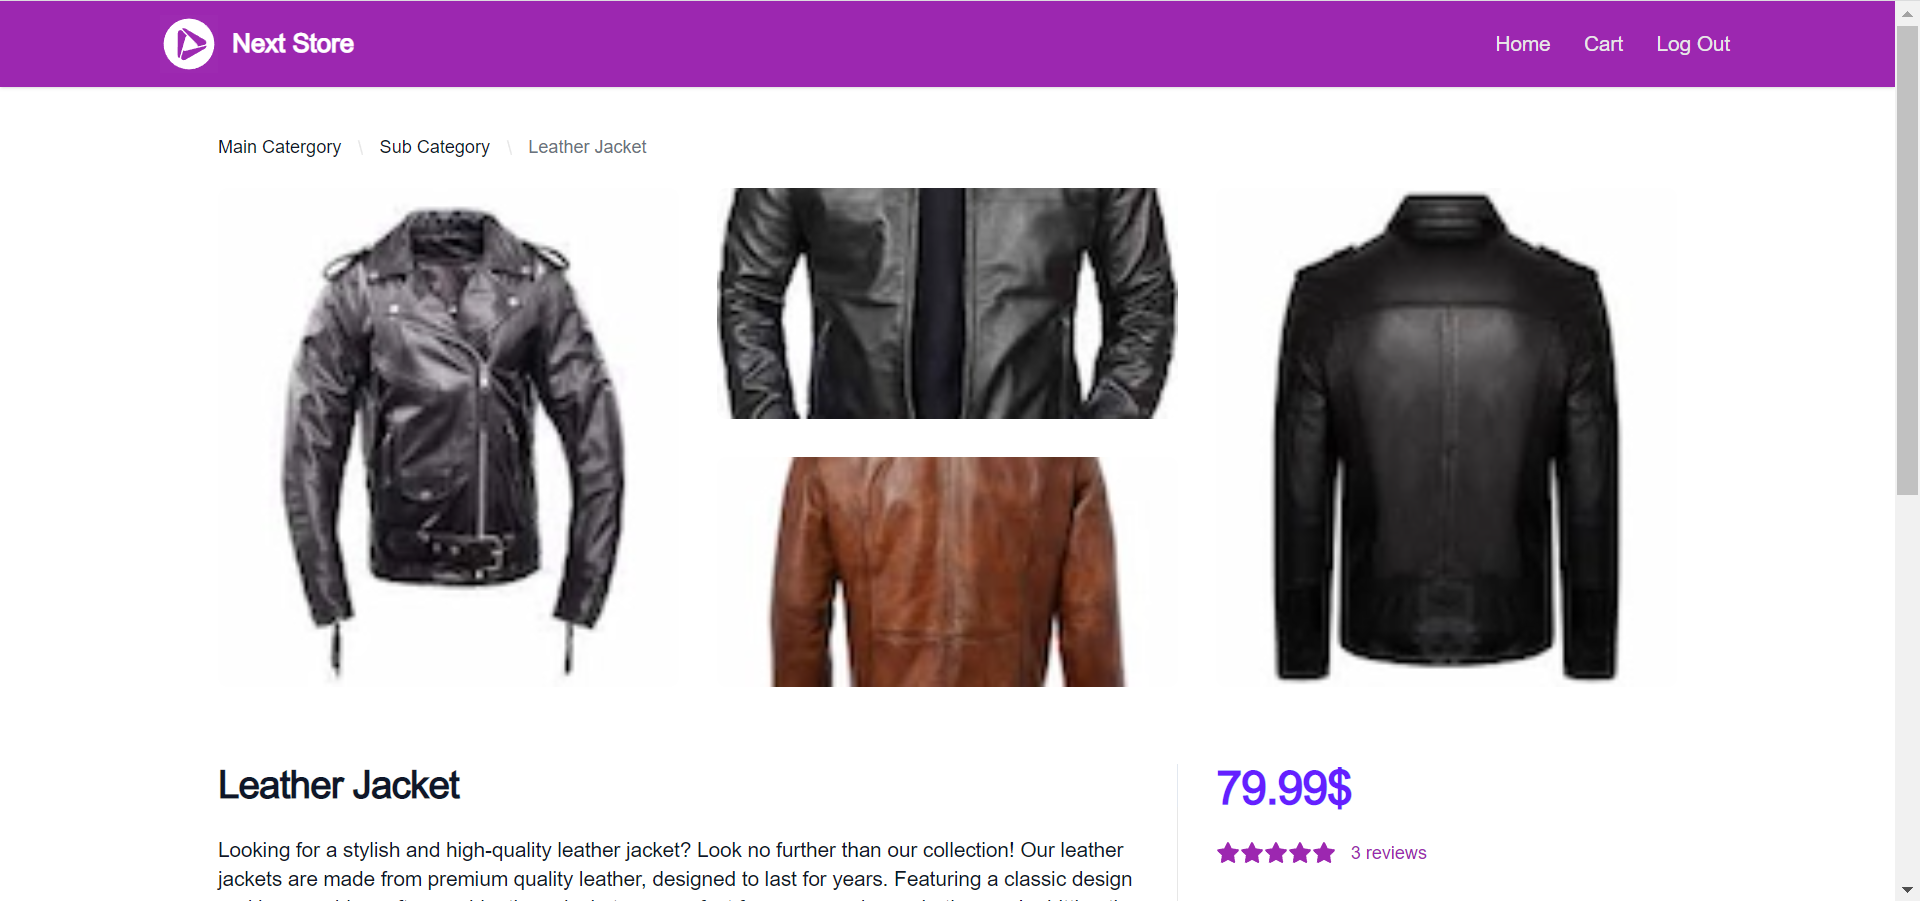 Next Store
Home Cart Log Out
Main Catergory \ Sub Category \ Leather Jacket
Leather Jacket
79.99$
3 reviews
Looking for a stylish and high-quality leather jacket? Look no further than our collection! Our leather
jackets are made from premium quality leather, designed to last for years. Featuring a classic design